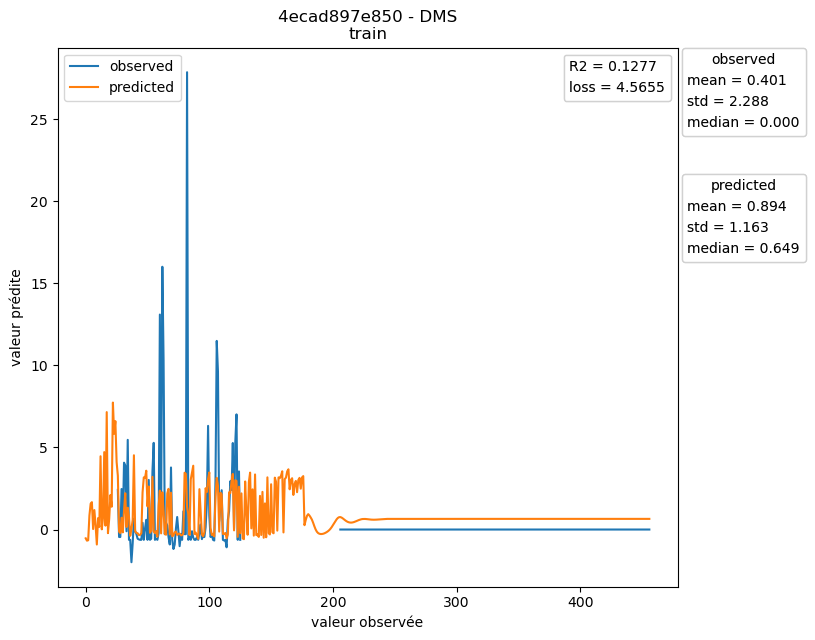 4ecad897e850 - DMS
train
observed
predicted
R2 = 0.1277
loss = 4.5655
observed
mean = 0.401
std = 2.288
median = 0.000
predicted
mean = 0.894
std = 1.163
median = 0.649
valeur prédite
25
20
15
10
5
0
0 100 200 300 400
valeur observée